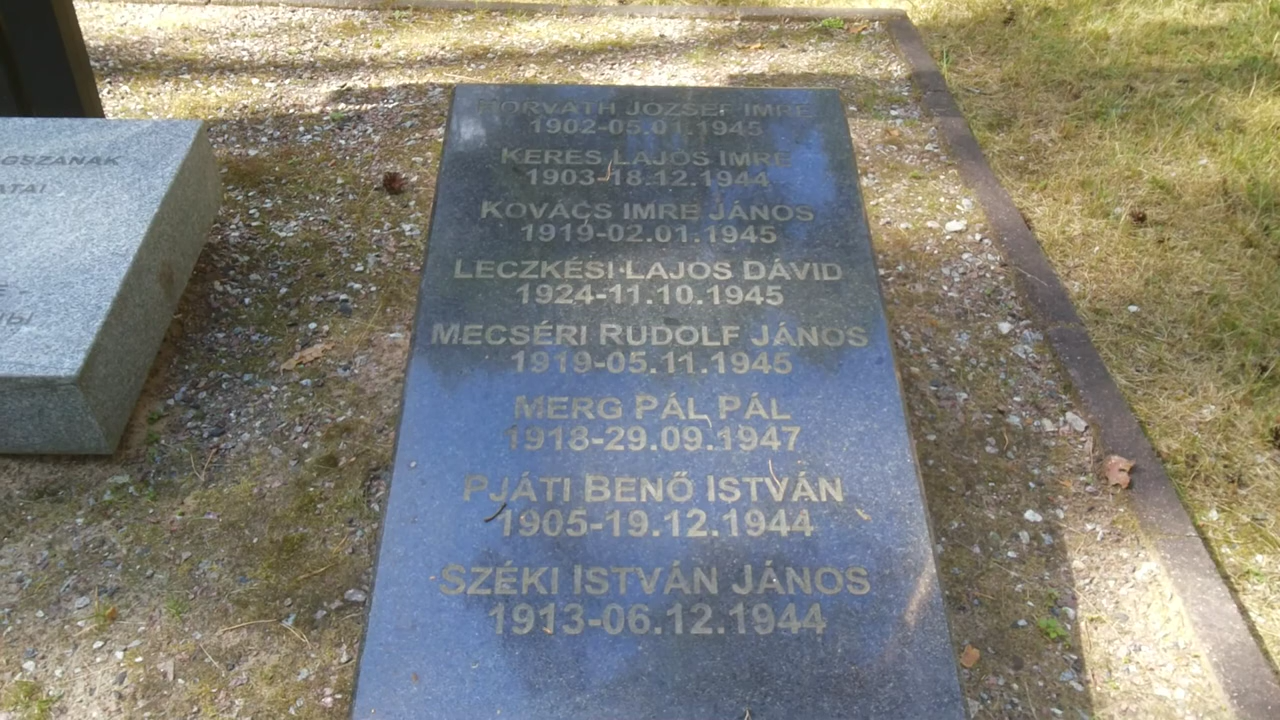 GSZANAK
ATAI
HORVÁTH JÓZSEF IMRE
1902-05.01.1945
KERES LAJOS IMRE
1903-18.12.1944
KOVÁCS IMRE JÁNOS
1919-02.01.1945
LECZKÉSI LAJOS DÁVID
1924-11.10.1945
MECSÉRI RUDOLF JÁNOS
1919-05.11.1945
MERG PÁL PÁL
1918-29.09.1947
PJÁTI BENŐ ISTVÁN
1905-19.12.1944
SZÉKI ISTVÁN JÁNOS
1913-06.12.1944